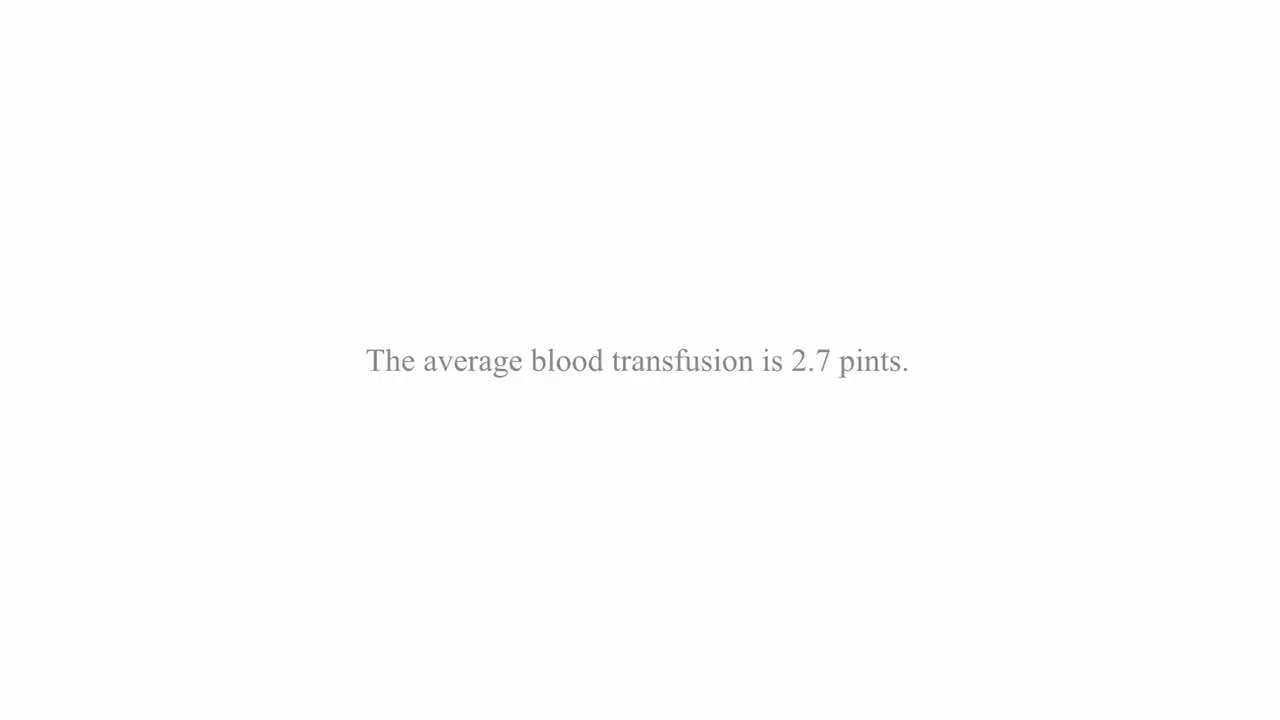 The average blood transfusion is 2.7 pints.